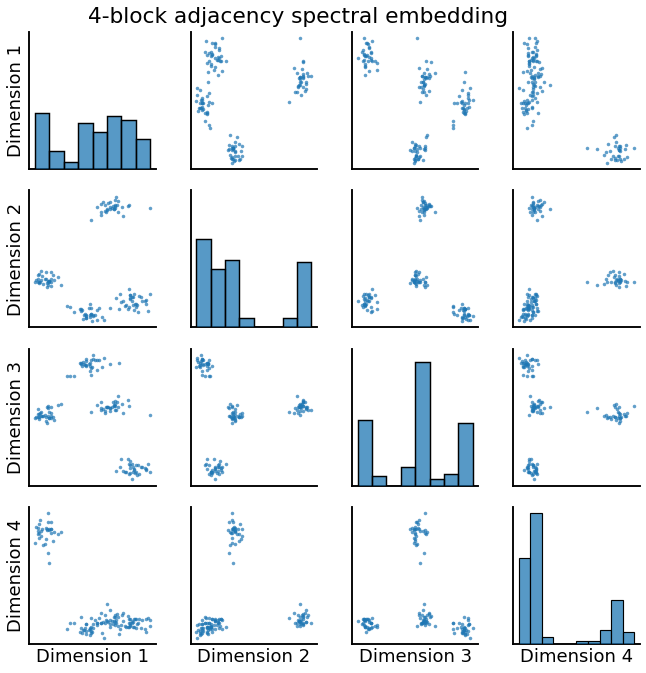 4-block adjacency spectral embedding
Dimension 1
Dimension 2
Dimension 3
Dimension 4
Dimension 1 Dimension 2 Dimension 3 Dimension 4